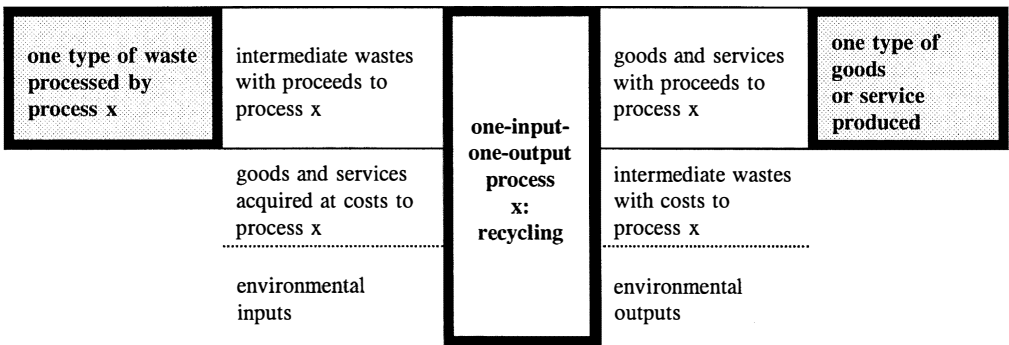 one type of waste
processed by
process x
intermediate wastes
with proceeds to
process x
goods and services
acquired at costs to
process x
environmental
inputs
one-input-
one-output
process
x:
recycling
goods and services
with proceeds to
process x
intermediate wastes
with costs to
process x
environmental
outputs
one type of
goods
or service
produced